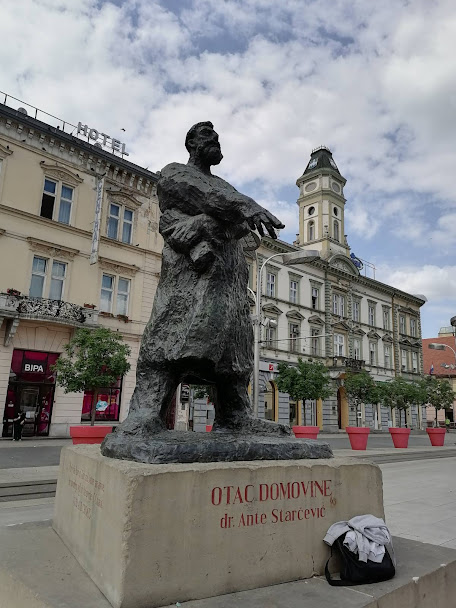 HOTEL
BIPA
OTAC DOMOVINE
dr. Ante Starčević